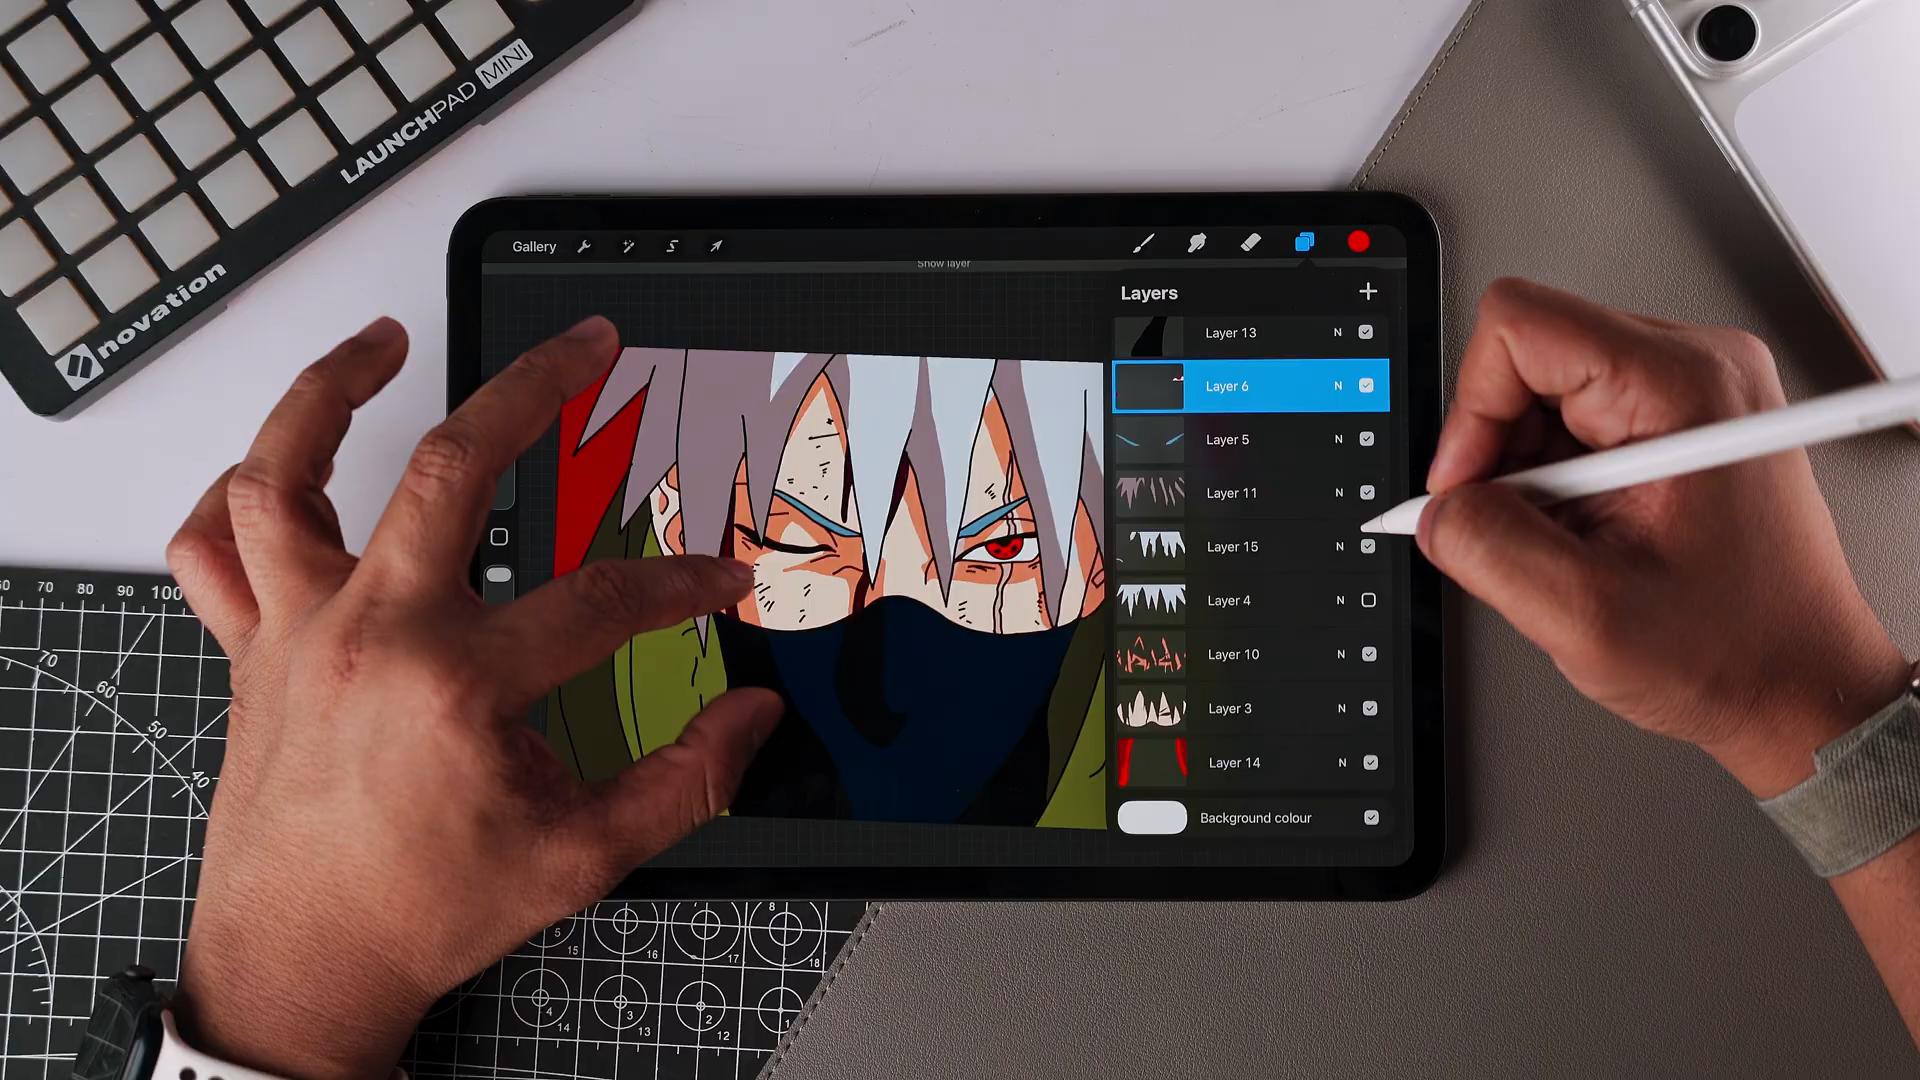 LAUNCHPAD MINI
novation
Gallery
Show layer
Layers
Layer 13 N
Layer 6 N
Layer 5 N
Layer 11 N
Layer 15 N
Layer 4 N
Layer 10 N
Layer 3 N
Layer 14 N
Background colour
60 70 80 90 100
70
60
50
40
5 15 16 17 8 18
4 14 3 13 2 12 1